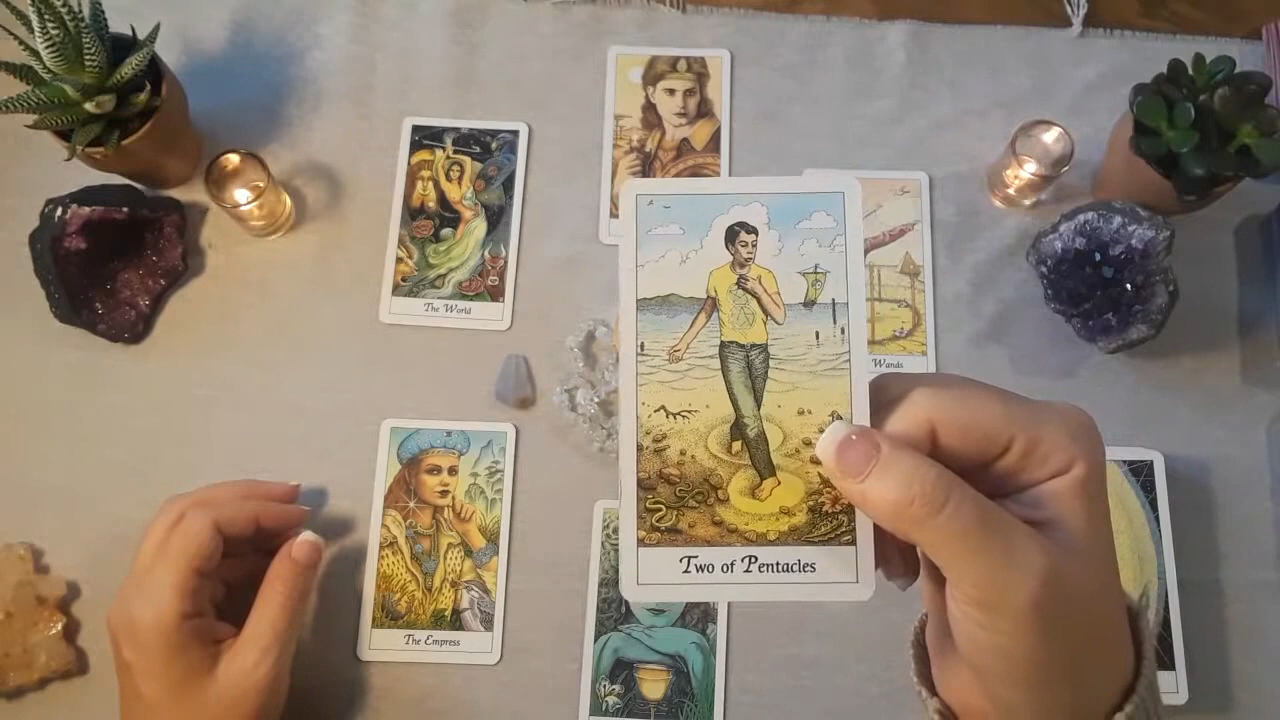 The World
Wands
The Empress
Two of Pentacles